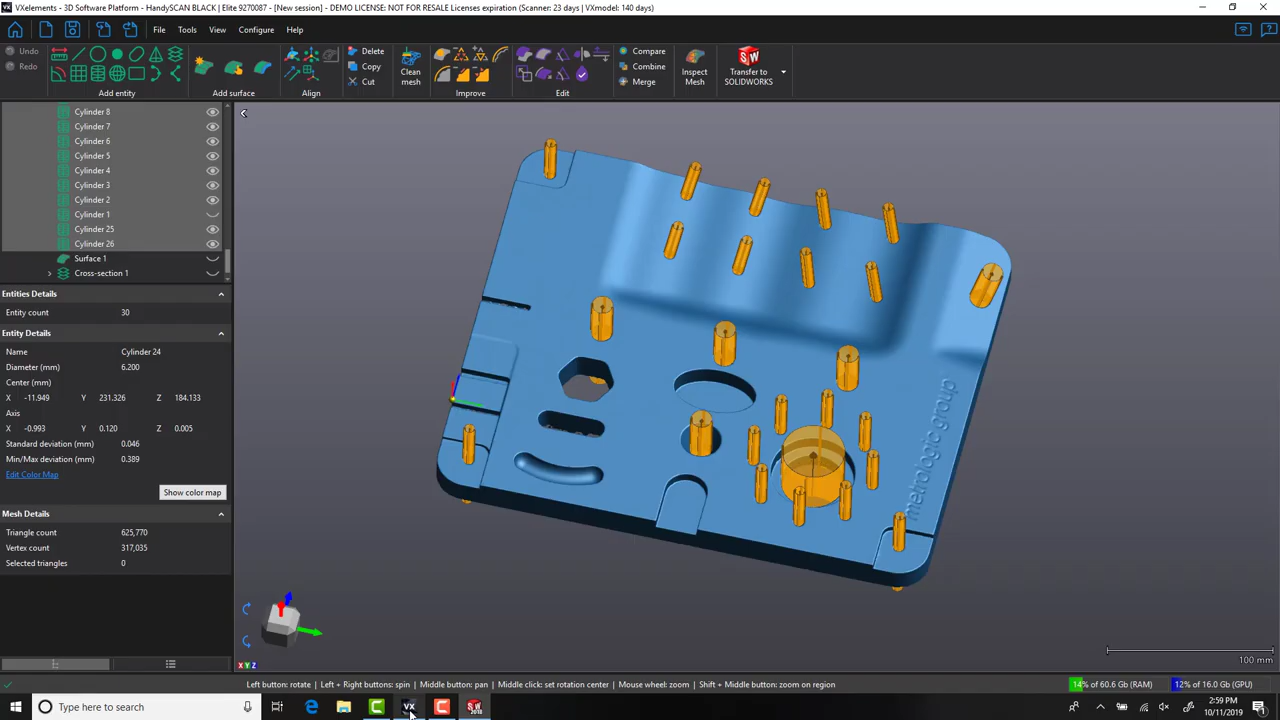 VXelements - 3D Software Platform - HandySCAN BLACK | Elite 9270087 - [New session] - DEMO LICENSE: NOT FOR RESALE Licenses expiration (Scanner: 23 days | VXmodel: 140 days)
File Tools View Configure Help
Undo
Redo
Add entity
Add surface
Align
Delete
Copy
Cut
Clean mesh
Improve
Edit
Compare
Combine
Merge
Inspect Mesh
Transfer to SOLIDWORKS
Cylinder 8
Cylinder 7
Cylinder 6
Cylinder 5
Cylinder 4
Cylinder 3
Cylinder 2
Cylinder 1
Cylinder 25
Cylinder 26
Surface 1
Cross-section 1
Entities Details
Entity count 30
Entity Details
Name Cylinder 24
Diameter (mm) 6.200
Center (mm)
X -11.949 Y 231.326 Z 184.133
Axis
X -0.993 Y 0.120 Z 0.005
Standard deviation (mm) 0.046
Min/Max deviation (mm) 0.389
Edit Color Map
Show color map
Mesh Details
Triangle count 625,770
Vertex count 317,035
Selected triangles 0
metrologic group
X Y Z
100 mm
Left button: rotate | Left + Right buttons: spin | Middle button: pan | Middle click: set rotation center | Mouse wheel: zoom | Shift + Middle button: zoom on region
14% of 60.6 Gb (RAM)
12% of 16.0 Gb (GPU)
Type here to search
VX
SW
2018
2:59 PM
10/11/2019